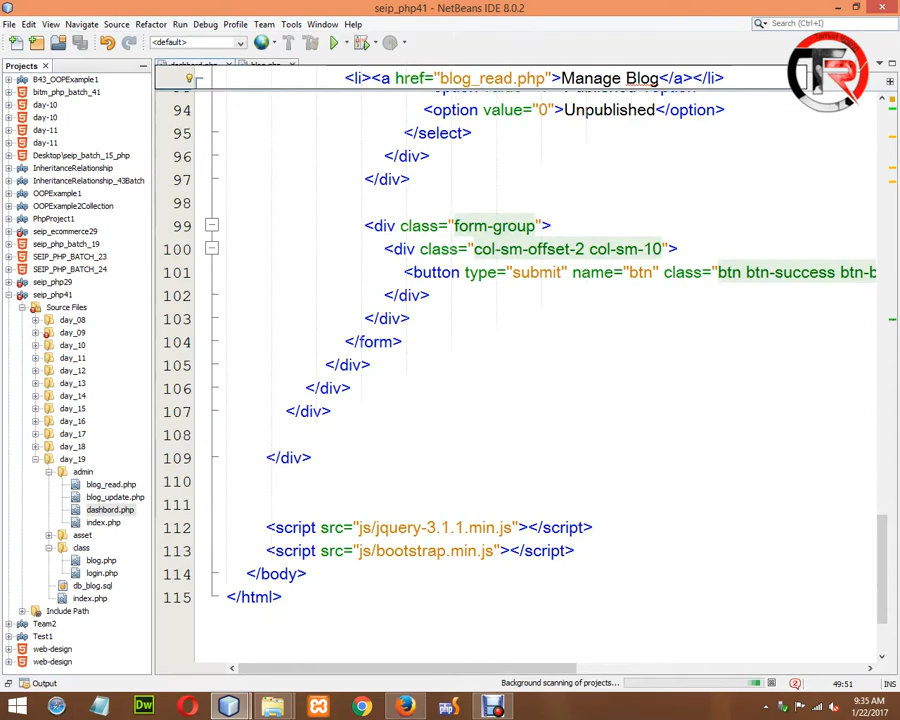 seip_php41 - NetBeans IDE 8.0.2
File Edit View Navigate Source Refactor Run Debug Profile Team Tools Window Help
Search (Ctrl+I)
<default>
Projects
dashbord.php
blog.php
B43_OOPExample1
bitm_php_batch_41
day-10
day-10
day-11
day-11
Desktop\seip_batch_15_php
InheritanceRelationship
InheritanceRelationship_43Batch
OOPExample1
OOPExample2Collection
PhpProject1
seip_ecommerce29
seip_php_batch_19
SEIP_PHP_BATCH_23
SEIP_PHP_BATCH_24
seip_php29
seip_php41
Source Files
day_08
day_09
day_10
day_11
day_12
day_13
day_14
day_15
day_16
day_17
day_18
day_19
admin
blog_read.php
blog_update.php
dashbord.php
index.php
asset
class
blog.php
login.php
db_blog.sql
index.php
Include Path
Team2
Test1
web-design
web-design
<li><a href="blog_read.php">Manage Blog</a></li>
94 <option value="0">Unpublished</option>
95 </select>
96 </div>
97 </div>
98
99 <div class="form-group">
100 <div class="col-sm-offset-2 col-sm-10">
101 <button type="submit" name="btn" class="btn btn-success btn-b
102 </div>
103 </div>
104 </form>
105 </div>
106 </div>
107 </div>
108
109 </div>
110
111
112 <script src="js/jquery-3.1.1.min.js"></script>
113 <script src="js/bootstrap.min.js"></script>
114 </body>
115 </html>
TR
Output
Background scanning of projects...
2
49:51
INS
Dw
php
9:35 AM
1/22/2017